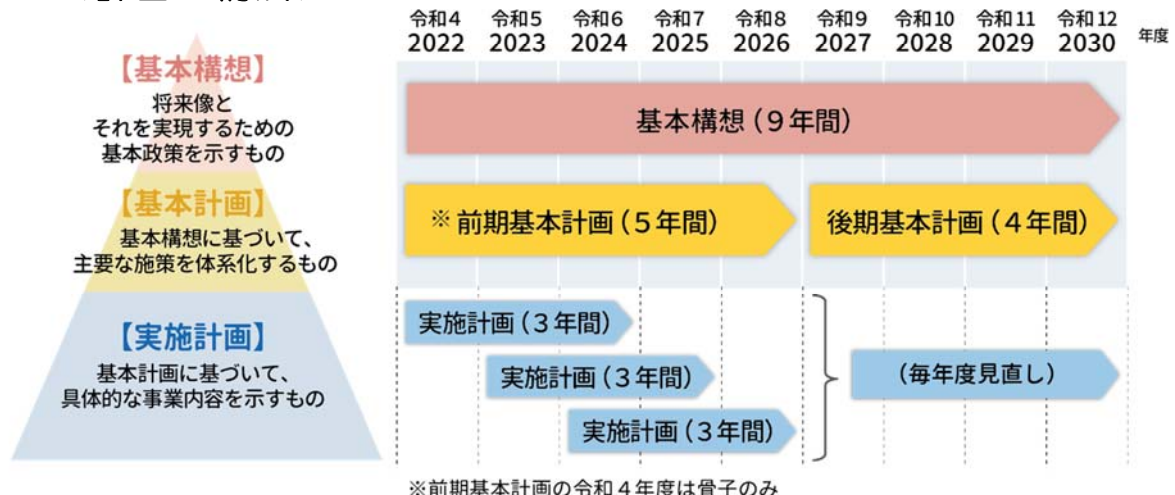 令和4 令和5 令和6 令和7 令和8 令和9 令和10 令和11 令和12
2022 2023 2024 2025 2026 2027 2028 2029 2030 年度
【基本構想】
将来像と
それを実現するための
基本政策を示すもの
基本構想（９年間）
【基本計画】
基本構想に基づいて、
主要な施策を体系化するもの
※前期基本計画（５年間）
後期基本計画（４年間）
【実施計画】
基本計画に基づいて、
具体的な事業内容を示すもの
実施計画（３年間）
実施計画（３年間）
実施計画（３年間）
（毎年度見直し）
※前期基本計画の令和４年度は骨子のみ